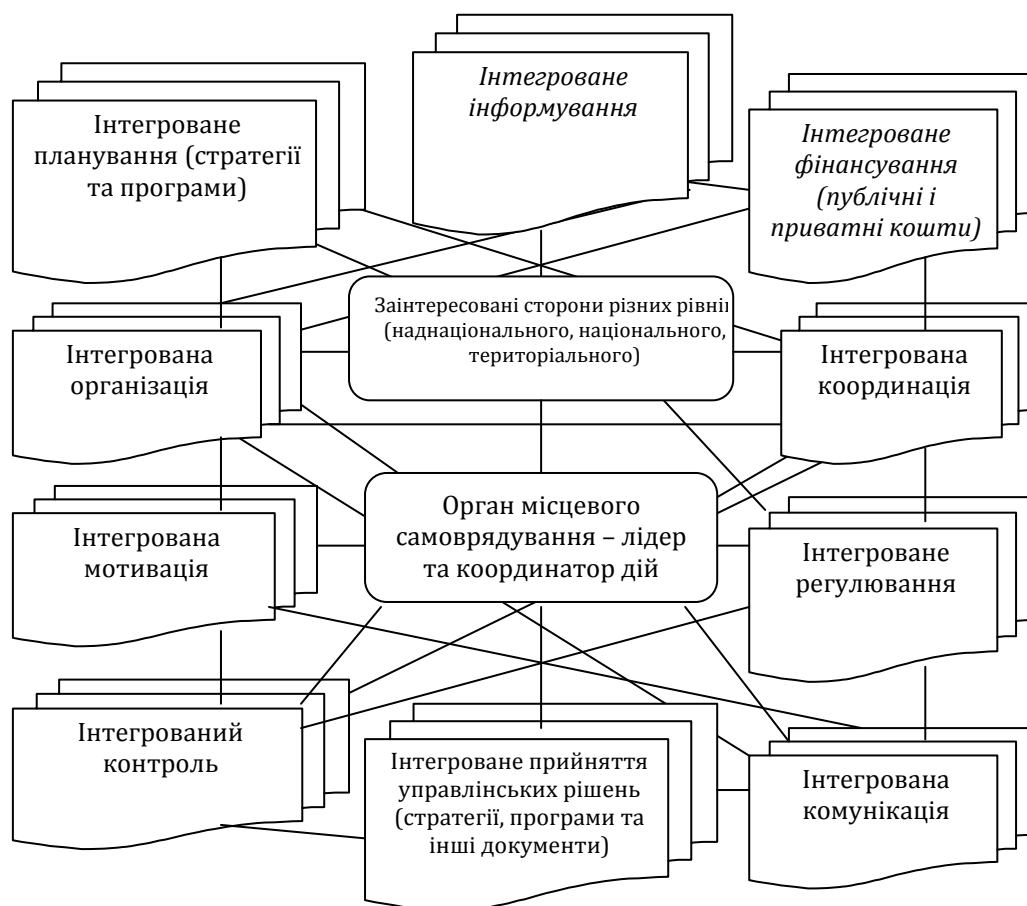 Інтегроване
планування (стратегії
та програми)
Інтегроване
інформування
Інтегроване
фінансування
(публічні і
приватні кошти)
Заінтересовані сторони різних рівні
(наднаціонального, національного,
територіального)
Інтегрована
організація
Інтегрована
координація
Орган місцевого
самоврядування – лідер
та координатор дій
Інтегрована
мотивація
Інтегроване
регулювання
Інтегрований
контроль
Інтегроване прийняття
управлінських рішень
(стратегії, програми та
інші документи)
Інтегрована
комунікація